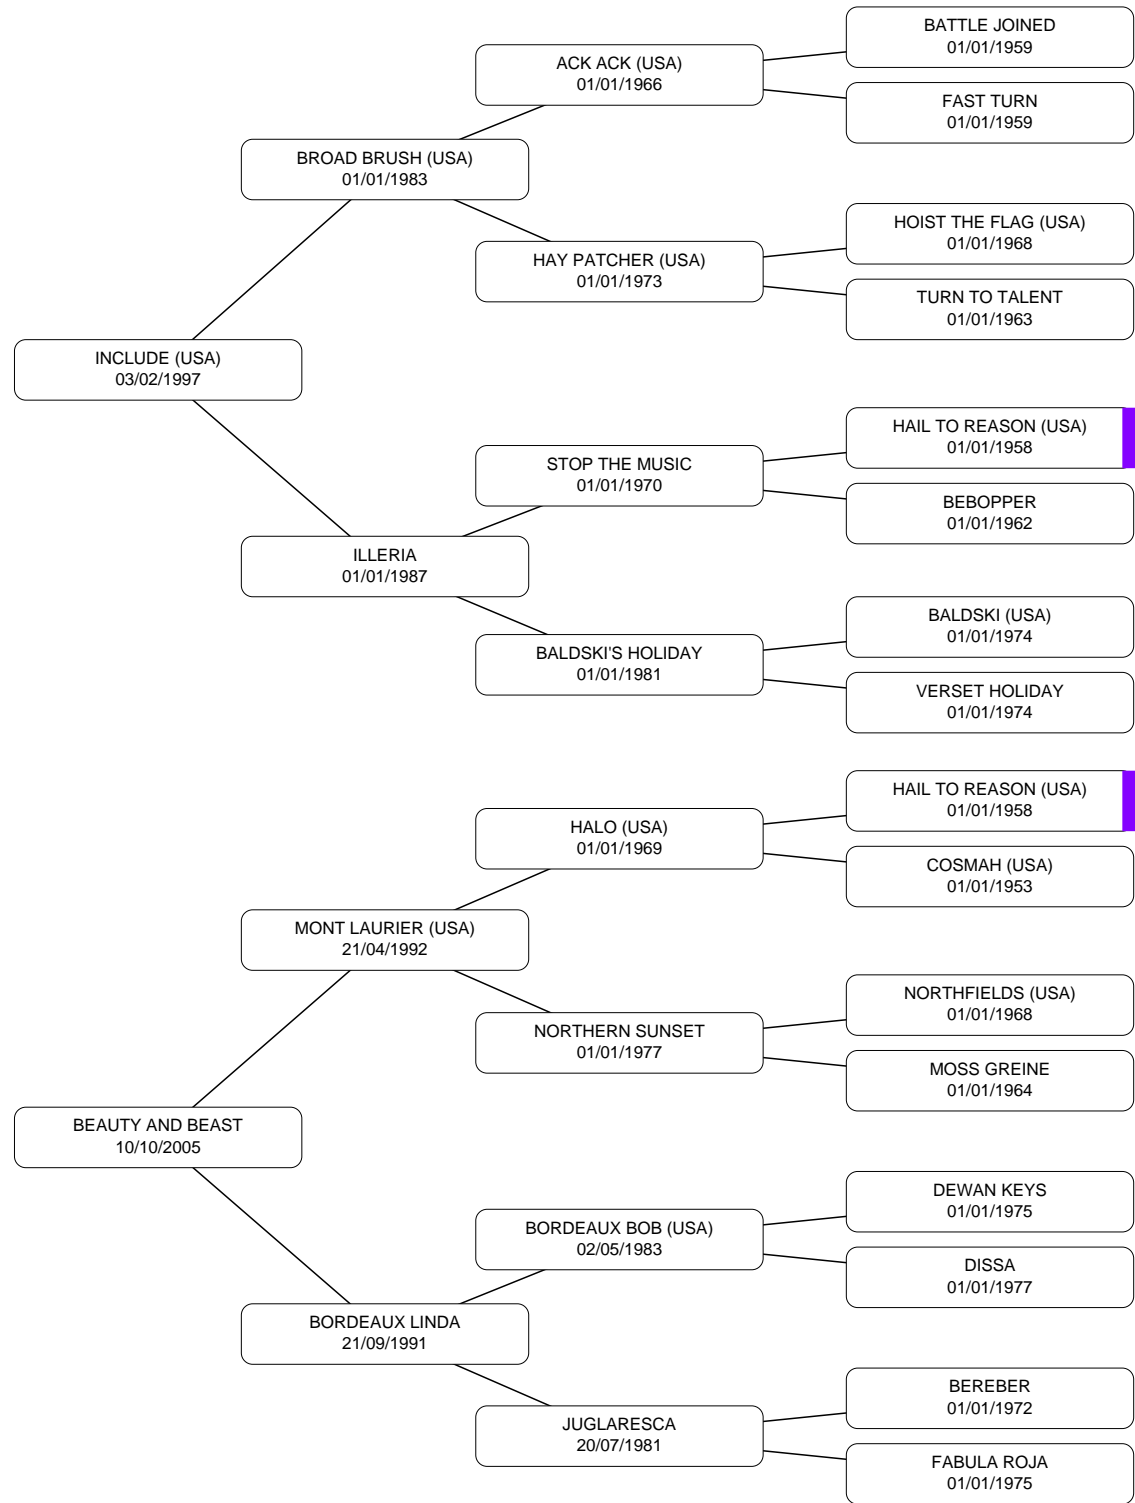 BATTLE JOINED
01/01/1959
ACK ACK (USA)
01/01/1966
FAST TURN
01/01/1959
BROAD BRUSH (USA)
01/01/1983
HOIST THE FLAG (USA)
01/01/1968
HAY PATCHER (USA)
01/01/1973
TURN TO TALENT
01/01/1963
INCLUDE (USA)
03/02/1997
HAIL TO REASON (USA)
01/01/1958
STOP THE MUSIC
01/01/1970
BEBOPPER
01/01/1962
ILLERIA
01/01/1987
BALDSKI (USA)
01/01/1974
BALDSKI'S HOLIDAY
01/01/1981
VERSET HOLIDAY
01/01/1974
HAIL TO REASON (USA)
01/01/1958
HALO (USA)
01/01/1969
COSMAH (USA)
01/01/1953
MONT LAURIER (USA)
21/04/1992
NORTHFIELDS (USA)
01/01/1968
NORTHERN SUNSET
01/01/1977
MOSS GREINE
01/01/1964
BEAUTY AND BEAST
10/10/2005
DEWAN KEYS
01/01/1975
BORDEAUX BOB (USA)
02/05/1983
DISSA
01/01/1977
BORDEAUX LINDA
21/09/1991
BEREBER
01/01/1972
JUGLARESCA
20/07/1981
FABULA ROJA
01/01/1975